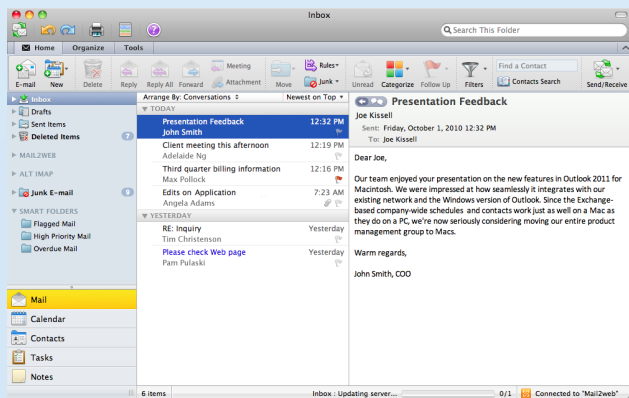 Inbox
Search This Folder
Home Organize Tools
E-mail New Delete Reply Reply All Forward Meeting Attachment Move Rules Junk Unread Categorize Follow Up Filters Find a Contact Contacts Search Send/Receive
Inbox
Drafts
Sent Items
Deleted Items 7
MAIL2WEB
ALT IMAP
Junk E-mail 9
SMART FOLDERS
Flagged Mail
High Priority Mail
Overdue Mail
Mail
Calendar
Contacts
Tasks
Notes
Arrange By: Conversations Newest on Top
TODAY
Presentation Feedback 12:32 PM
John Smith
Client meeting this afternoon 12:19 PM
Adelaide Ng
Third quarter billing information 12:16 PM
Max Pollock
Edits on Application 7:23 AM
Angela Adams
YESTERDAY
RE: Inquiry Yesterday
Tim Christenson
Please check Web page Yesterday
Pam Pulaski
Presentation Feedback
Joe Kissell
Sent: Friday, October 1, 2010 12:32 PM
To: Joe Kissell
Dear Joe,
Our team enjoyed your presentation on the new features in Outlook 2011 for
Macintosh. We were impressed at how seamlessly it integrates with our
existing network and the Windows version of Outlook. Since the Exchange-
based company-wide schedules and contacts work just as well on a Mac as
they do on a PC, we're now seriously considering moving our entire product
management group to Macs.
Warm regards,
John Smith, COO
6 items Inbox : Updating server... 0/1 Connected to "Mail2web"